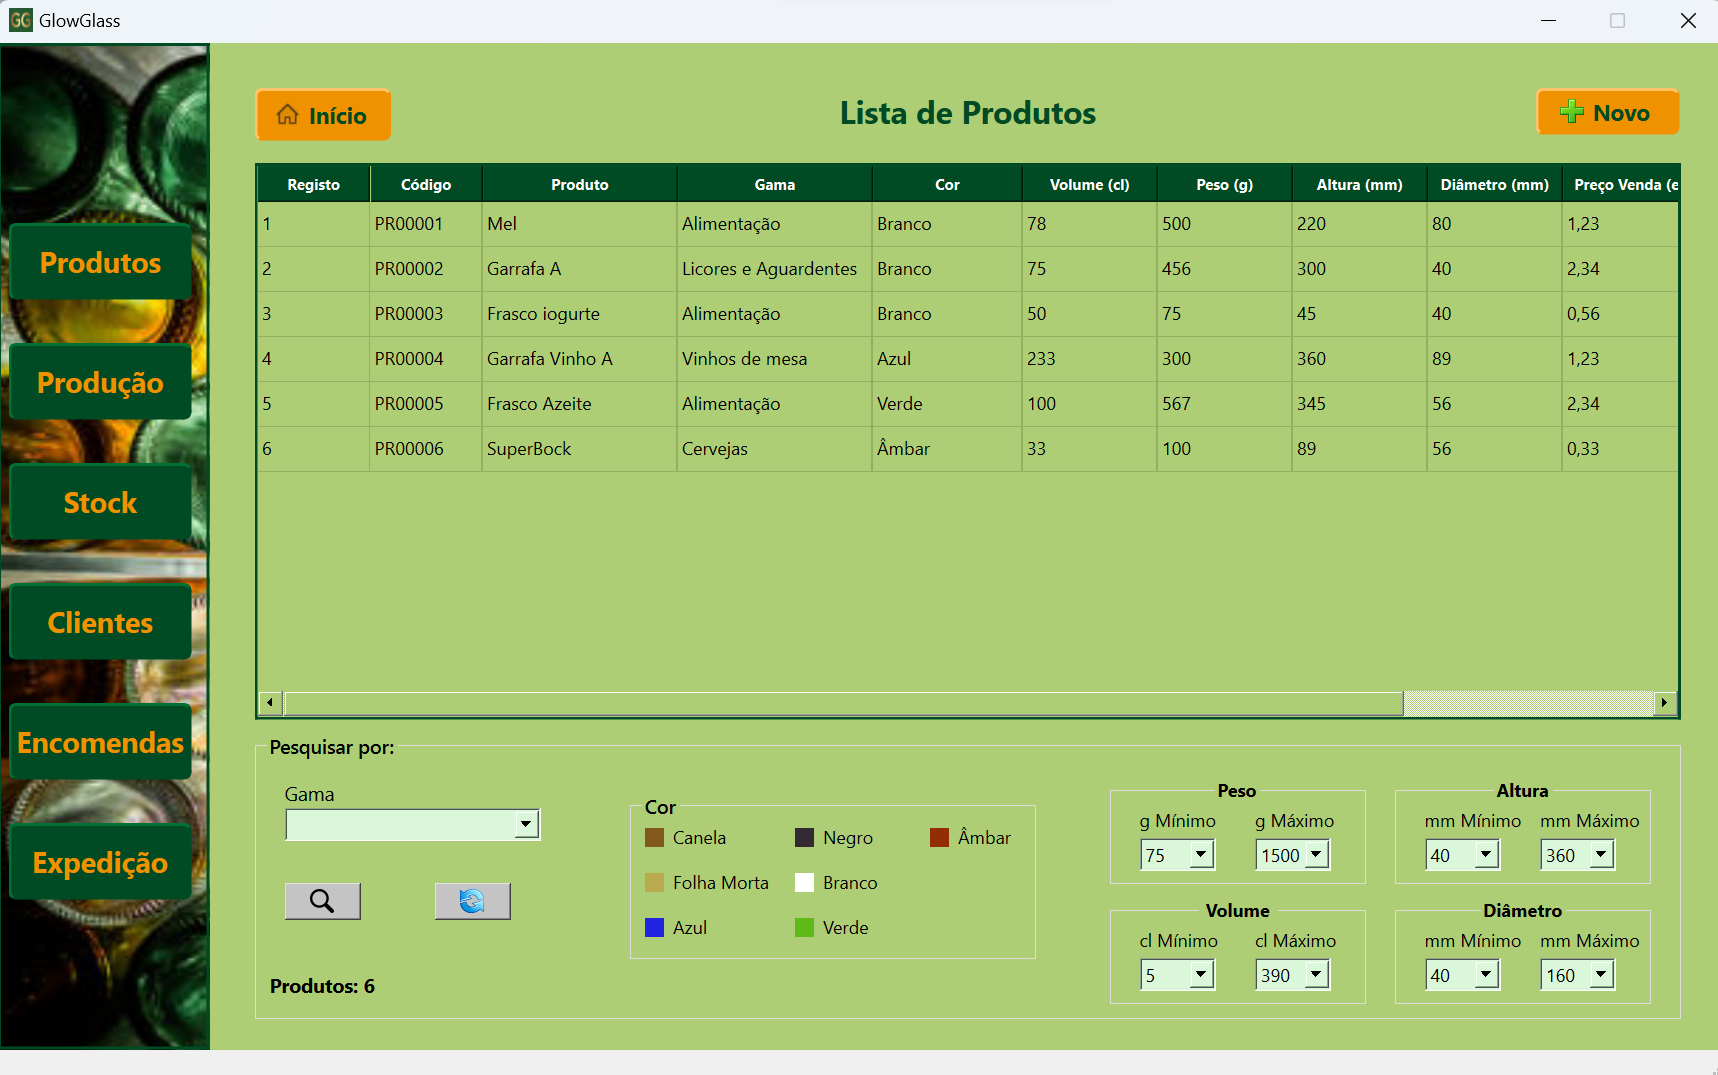 GG GlowGlass
Início
Lista de Produtos
Novo
Produtos
Produção
Stock
Clientes
Encomendas
Expedição
Registo Código Produto Gama Cor Volume (cl) Peso (g) Altura (mm) Diâmetro (mm) Preço Venda (e
1 PR00001 Mel Alimentação Branco 78 500 220 80 1,23
2 PR00002 Garrafa A Licores e Aguardentes Branco 75 456 300 40 2,34
3 PR00003 Frasco iogurte Alimentação Branco 50 75 45 40 0,56
4 PR00004 Garrafa Vinho A Vinhos de mesa Azul 233 300 360 89 1,23
5 PR00005 Frasco Azeite Alimentação Verde 100 567 345 56 2,34
6 PR00006 SuperBock Cervejas Âmbar 33 100 89 56 0,33
Pesquisar por:
Gama
Produtos: 6
Cor
Canela Negro Âmbar
Folha Morta Branco
Azul Verde
Peso
g Mínimo g Máximo
75 1500
Altura
mm Mínimo mm Máximo
40 360
Volume
cl Mínimo cl Máximo
5 390
Diâmetro
mm Mínimo mm Máximo
40 160